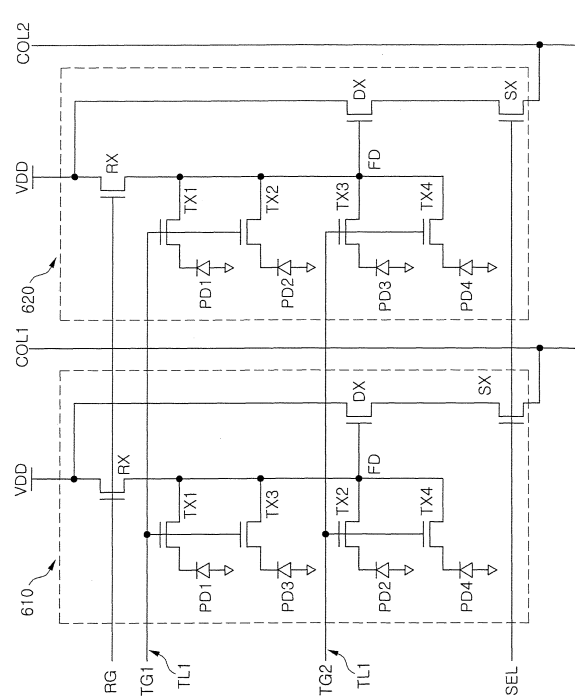 COL2
VDD
RX
DX
SX
FD
TX1
TX2
TX3
TX4
PD1
PD2
PD3
PD4
620
COL1
VDD
RX
DX
SX
FD
TX1
TX3
TX2
TX4
PD1
PD3
PD2
PD4
610
RG
TG1
TL1
TG2
TL1
SEL